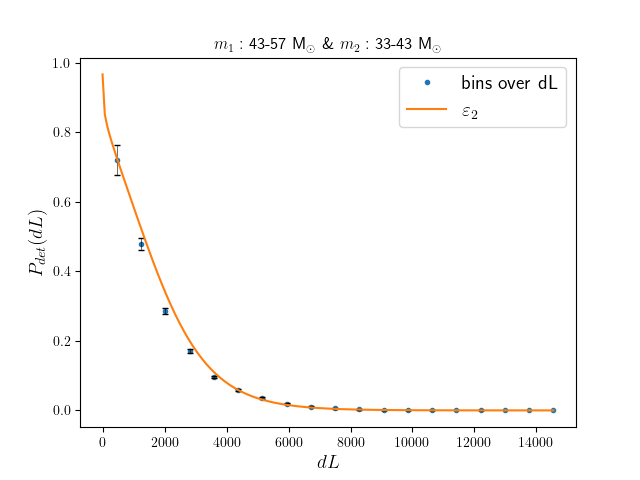 m₁ : 43-57 M☉ & m₂ : 33-43 M☉
P_det(dL)
1.0
0.8
0.6
0.4
0.2
0.0
bins over dL
ε₂
0 2000 4000 6000 8000 10000 12000 14000
dL